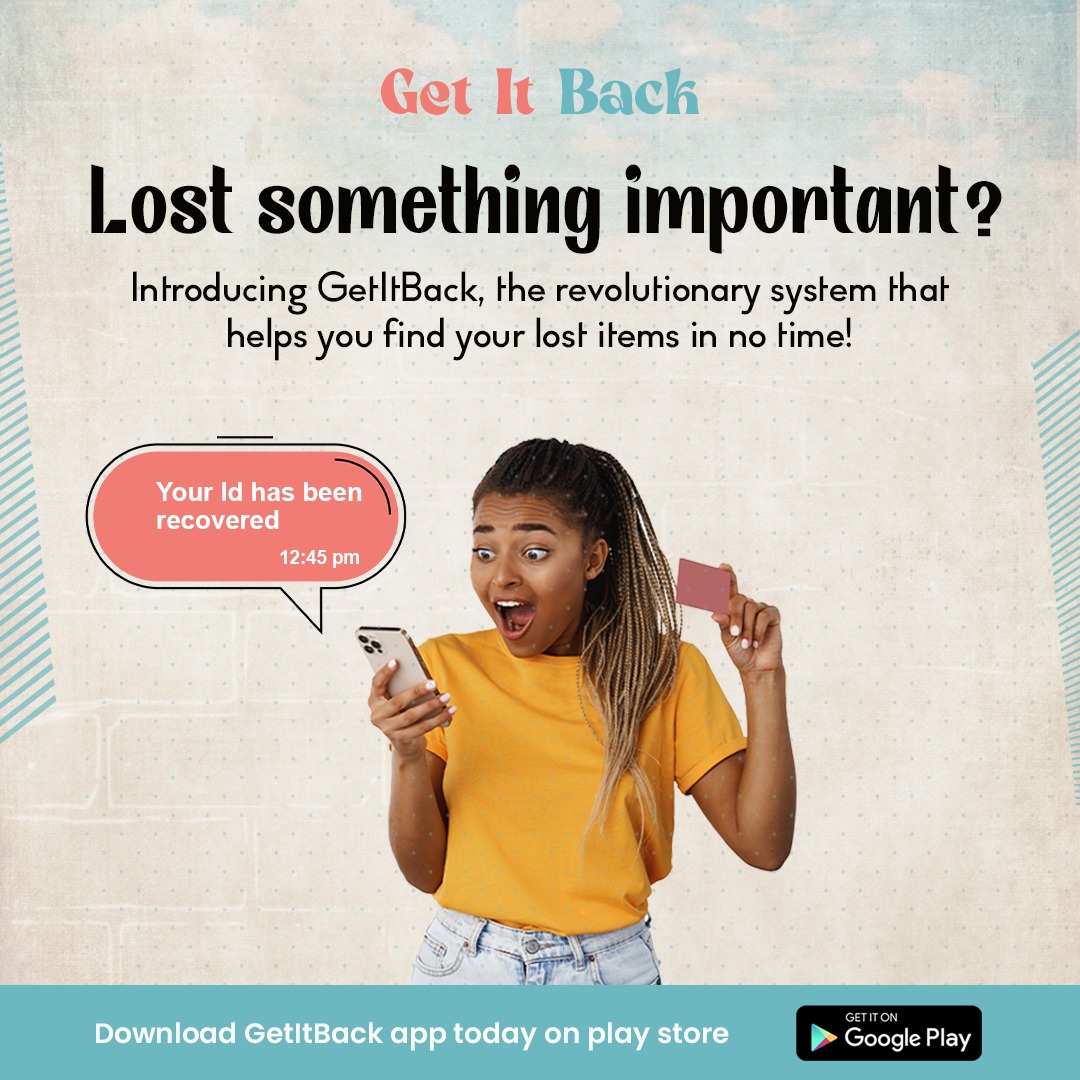 Get It Back
Lost something important?
Introducing GetItBack, the revolutionary system that
helps you find your lost items in no time!
Your Id has been
recovered
12:45 pm
Download GetItBack app today on play store
GET IT ON
Google Play